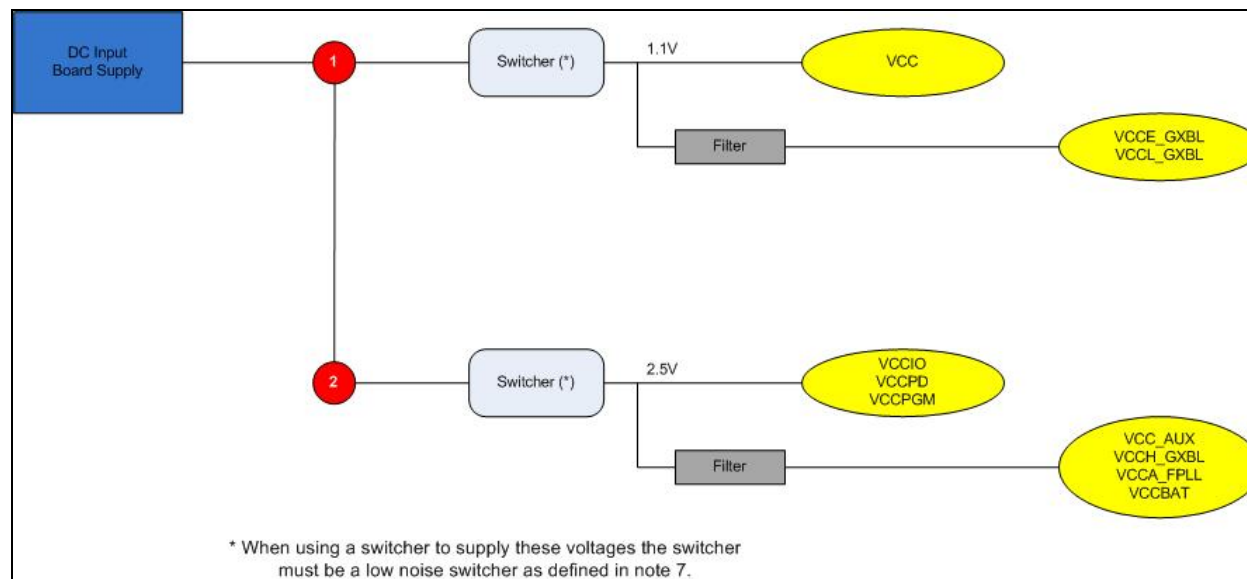 DC Input
Board Supply
1
Switcher (*)
1.1V
VCC
Filter
VCCE_GXBL
VCCL_GXBL
2
Switcher (*)
2.5V
VCCIO
VCCPD
VCCPGM
Filter
VCC_AUX
VCCH_GXBL
VCCA_FPLL
VCCBAT
* When using a switcher to supply these voltages the switcher
must be a low noise switcher as defined in note 7.